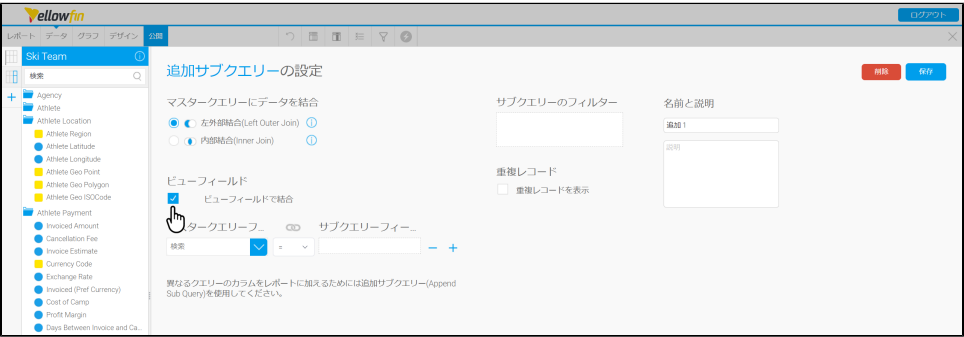 Yellowfin
ログアウト
レポート データ グラフ デザイン 公開
Ski Team
検索
Agency
Athlete
Athlete Location
Athlete Region
Athlete Latitude
Athlete Longitude
Athlete Geo Point
Athlete Geo Polygon
Athlete Geo ISOCode
Athlete Payment
Invoiced Amount
Cancellation Fee
Invoice Estimate
Currency Code
Exchange Rate
Invoiced (Pref Currency)
Cost of Camp
Profit Margin
Days Between Invoice and Ca...
追加サブクエリーの設定
削除 保存
マスタークエリーにデータを結合
左外部結合(Left Outer Join)
内部結合(Inner Join)
ビューフィールド
ビューフィールドで結合
スタークエリーフ... サブクエリーフィー...
検索 =
異なるクエリーのカラムをレポートに加えるためには追加サブクエリー(Append
Sub Query)を使用してください。
サブクエリーのフィルター
重複レコード
重複レコードを表示
名前と説明
追加 1
説明